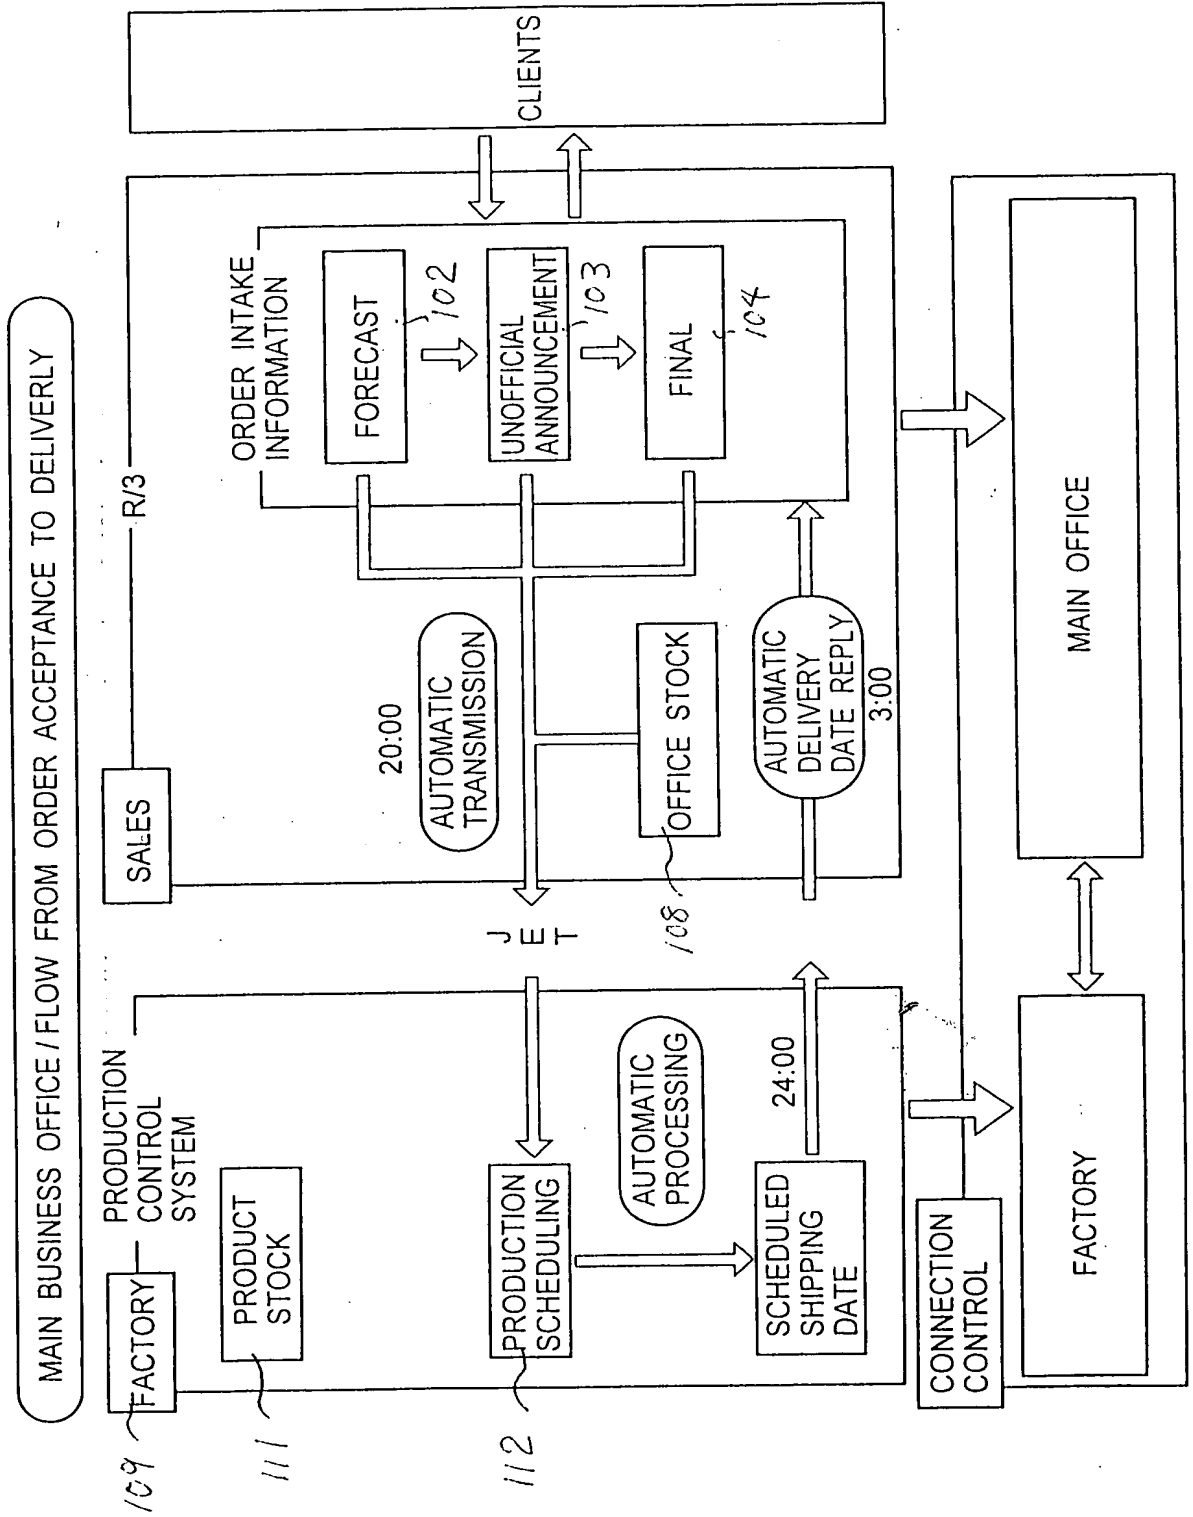 MAIN BUSINESS OFFICE / FLOW FROM ORDER ACCEPTANCE TO DELIVERLY
109
FACTORY
PRODUCTION
CONTROL
SYSTEM
111
PRODUCT
STOCK
112
PRODUCTION
SCHEDULING
AUTOMATIC
PROCESSING
SCHEDULED
SHIPPING
DATE
24:00
J
E
T
SALES
R/3
20:00
AUTOMATIC
TRANSMISSION
108
OFFICE STOCK
AUTOMATIC
DELIVERY
DATE REPLY
3:00
ORDER INTAKE
INFORMATION
FORECAST
102
UNOFFICIAL
ANNOUNCEMENT
103
FINAL
104
CLIENTS
CONNECTION
CONTROL
FACTORY
MAIN OFFICE